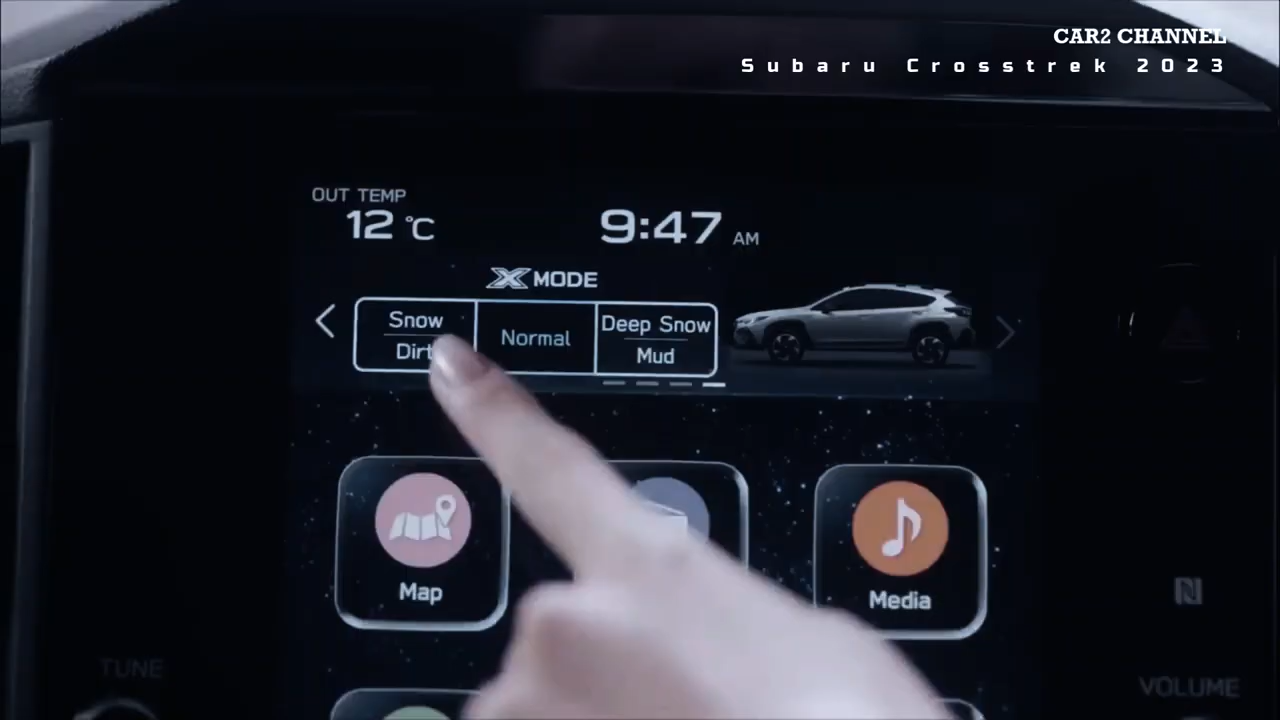 CAR2 CHANNEL
Subaru Crosstrek 2023
OUT TEMP
12 °C
9:47 AM
X MODE
Snow
Dirt
Normal
Deep Snow
Mud
Map
Media
TUNE
VOLUME